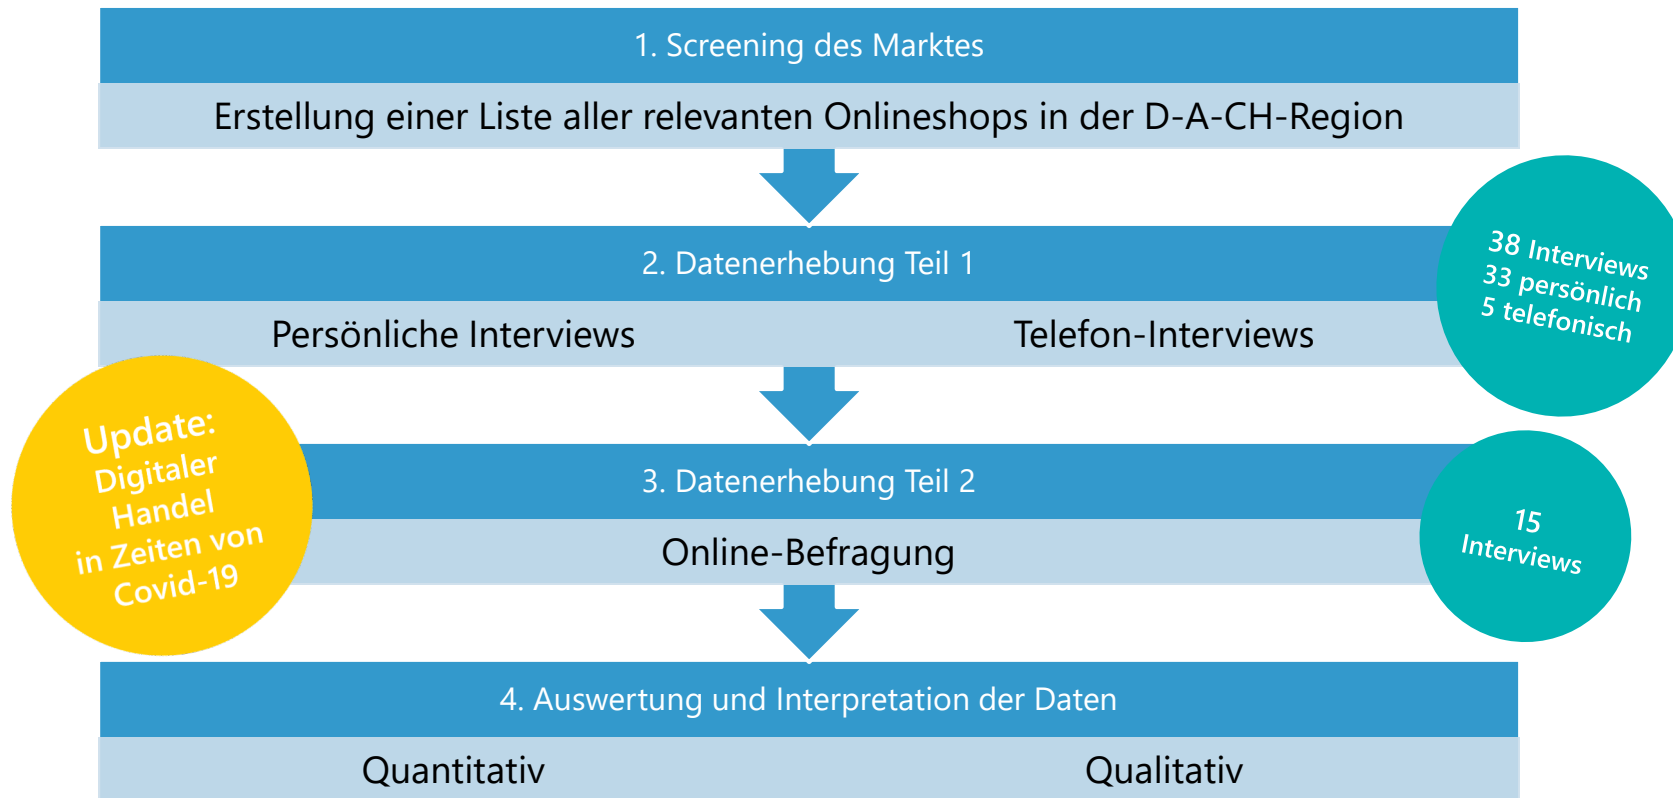 1. Screening des Marktes
Erstellung einer Liste aller relevanten Onlineshops in der D-A-CH-Region
2. Datenerhebung Teil 1
Persönliche Interviews
Telefon-Interviews
38 Interviews
33 persönlich
5 telefonisch
Update:
Digitaler
Handel
in Zeiten von
Covid-19
3. Datenerhebung Teil 2
Online-Befragung
15
Interviews
4. Auswertung und Interpretation der Daten
Quantitativ
Qualitativ